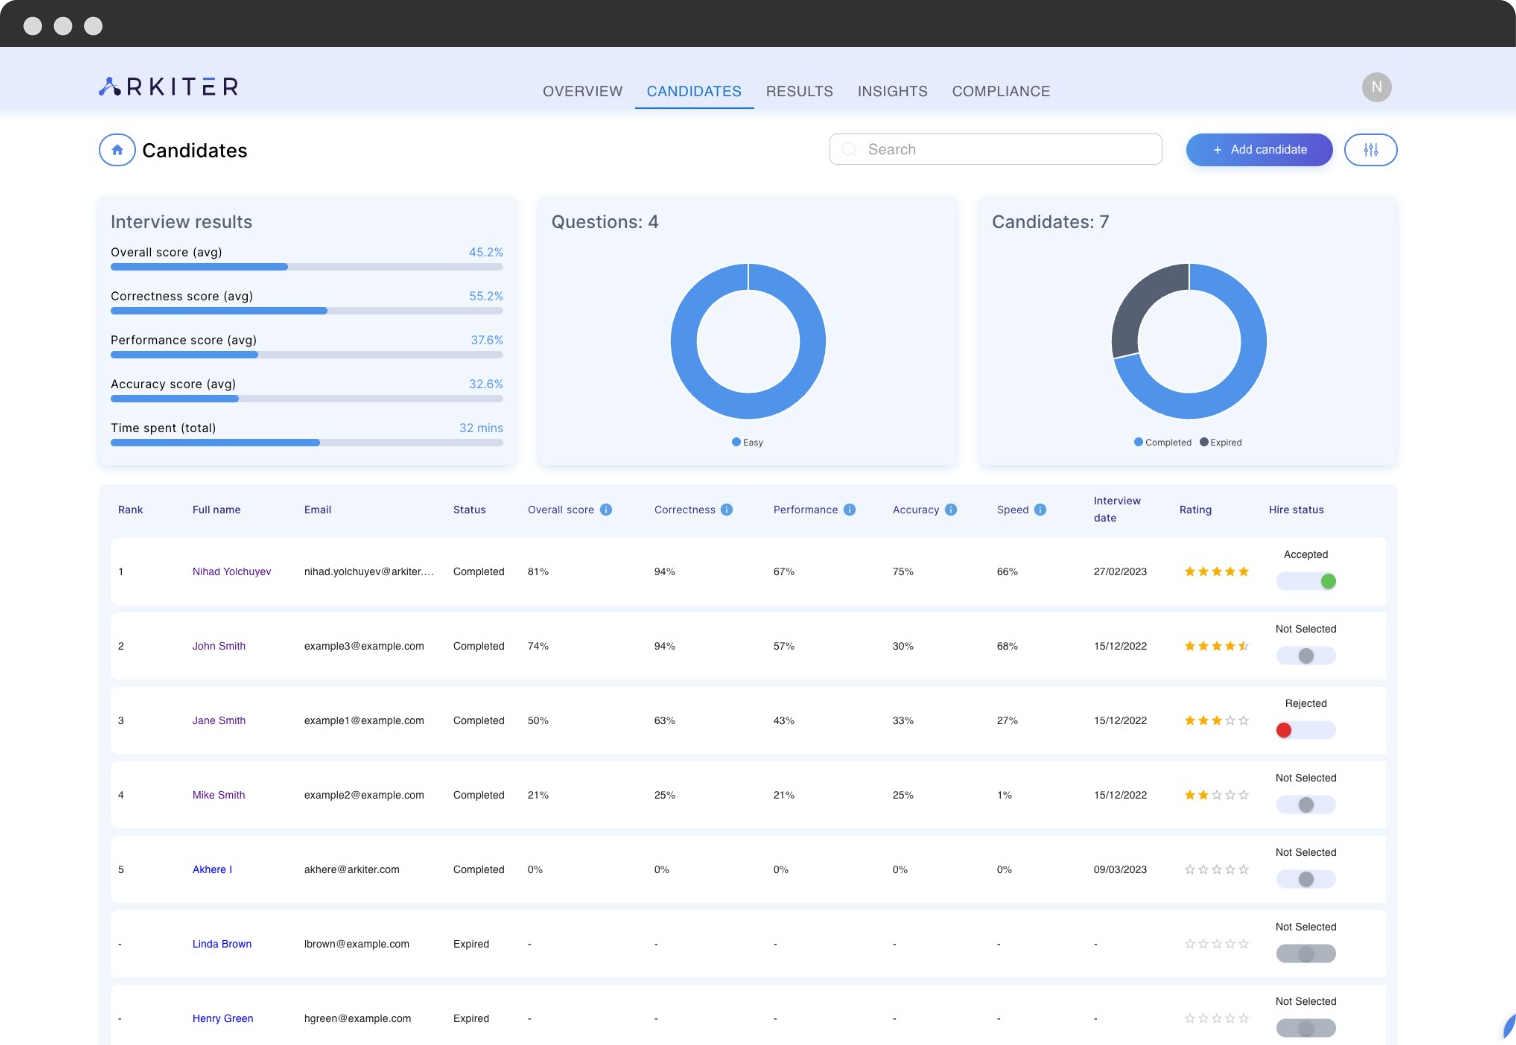 ARKITER
OVERVIEW CANDIDATES RESULTS INSIGHTS COMPLIANCE
N
Candidates
Search
+ Add candidate
Interview results
Overall score (avg) 45.2%
Correctness score (avg) 55.2%
Performance score (avg) 37.6%
Accuracy score (avg) 32.6%
Time spent (total) 32 mins
Questions: 4
Easy
Candidates: 7
Completed Expired
Rank Full name Email Status Overall score i Correctness i Performance i Accuracy i Speed i Interview date Rating Hire status
1 Nihad Yolchuyev nihad.yolchuyev@arkiter.... Completed 81% 94% 67% 75% 66% 27/02/2023 Accepted
2 John Smith example3@example.com Completed 74% 94% 57% 30% 68% 15/12/2022 Not Selected
3 Jane Smith example1@example.com Completed 50% 63% 43% 33% 27% 15/12/2022 Rejected
4 Mike Smith example2@example.com Completed 21% 25% 21% 25% 1% 15/12/2022 Not Selected
5 Akhere I akhere@arkiter.com Completed 0% 0% 0% 0% 0% 09/03/2023 Not Selected
- Linda Brown lbrown@example.com Expired - - - - - - Not Selected
- Henry Green hgreen@example.com Expired - - - - - - Not Selected